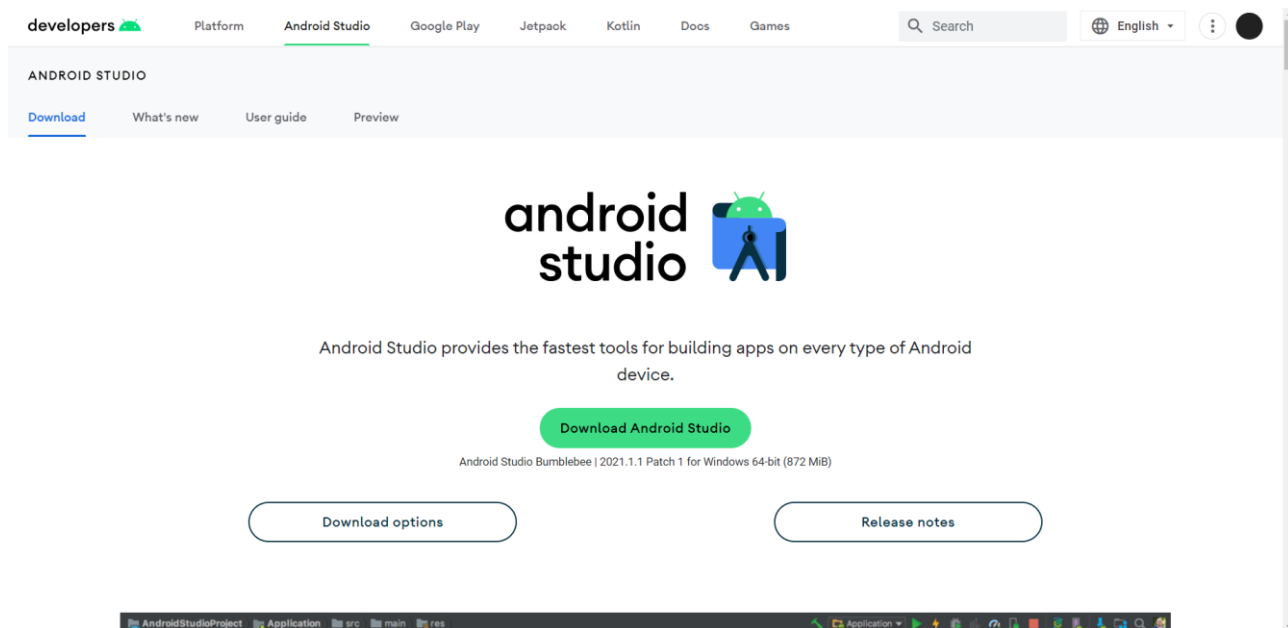 developers Platform Android Studio Google Play Jetpack Kotlin Docs Games Search English
ANDROID STUDIO
Download What's new User guide Preview
android
studio
Android Studio provides the fastest tools for building apps on every type of Android
device.
Download Android Studio
Android Studio Bumblebee | 2021.1.1 Patch 1 for Windows 64-bit (872 MiB)
Download options Release notes
AndroidStudioProject Application src main res Application